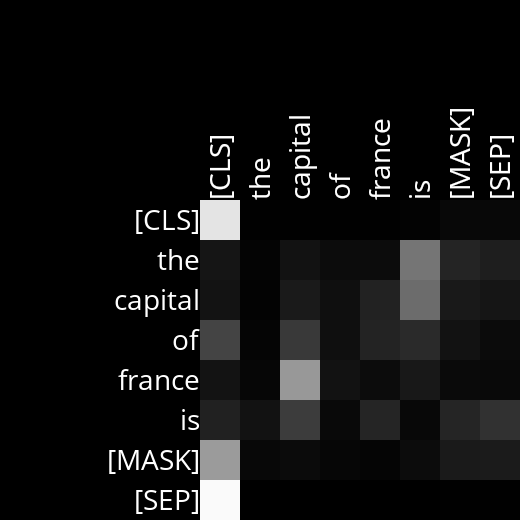 [CLS] the capital of france is [MASK] [SEP]
[CLS]
the
capital
of
france
is
[MASK]
[SEP]